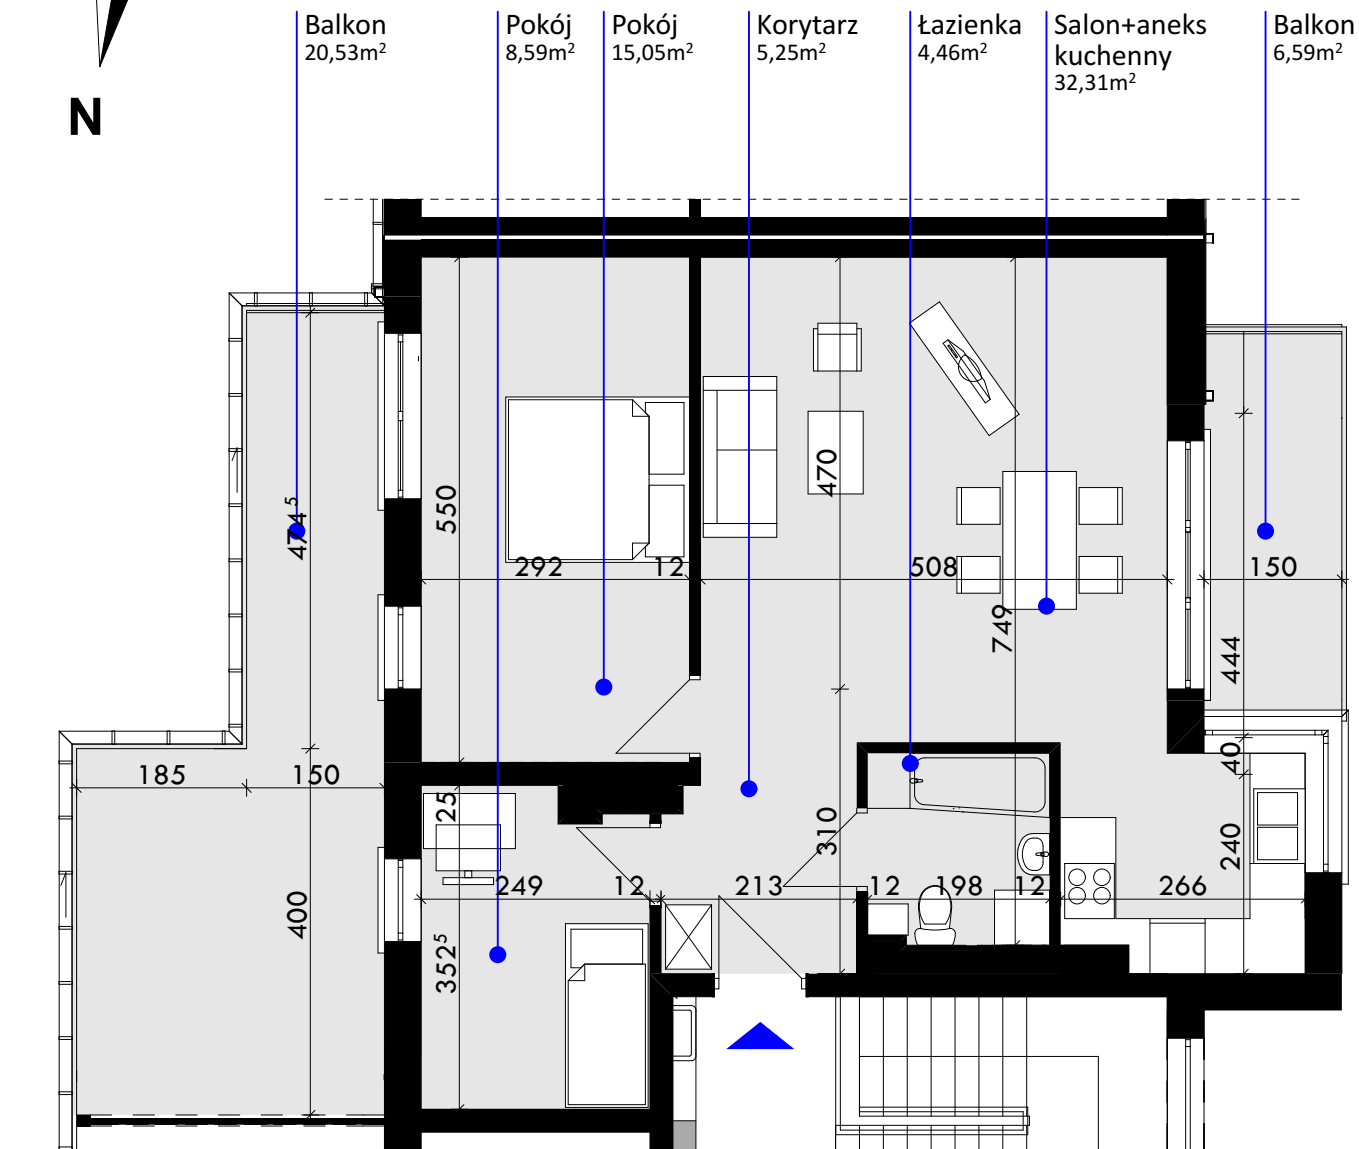 Balkon
20,53m²
Pokój
8,59m²
Pokój
15,05m²
Korytarz
5,25m²
Łazienka
4,46m²
Salon+aneks
kuchenny
32,31m²
Balkon
6,59m²
N
474⁵
550
470
292
12
508
150
749
444
185
150
25
40
310
240
249
12
213
12
198
12
266
400
352⁵